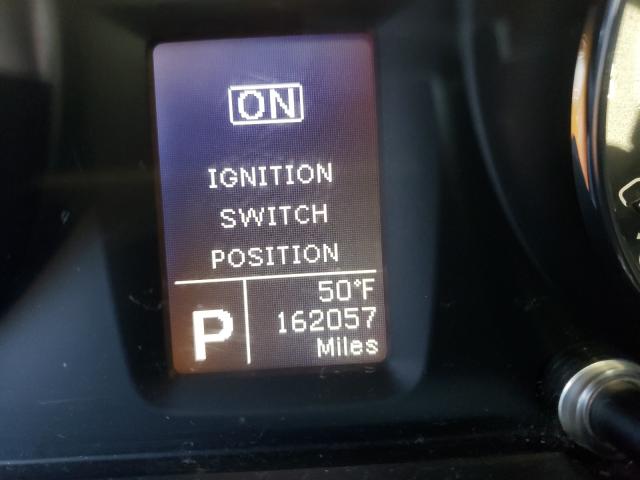 ON
IGNITION
SWITCH
POSITION
50°F
P
162057
Miles